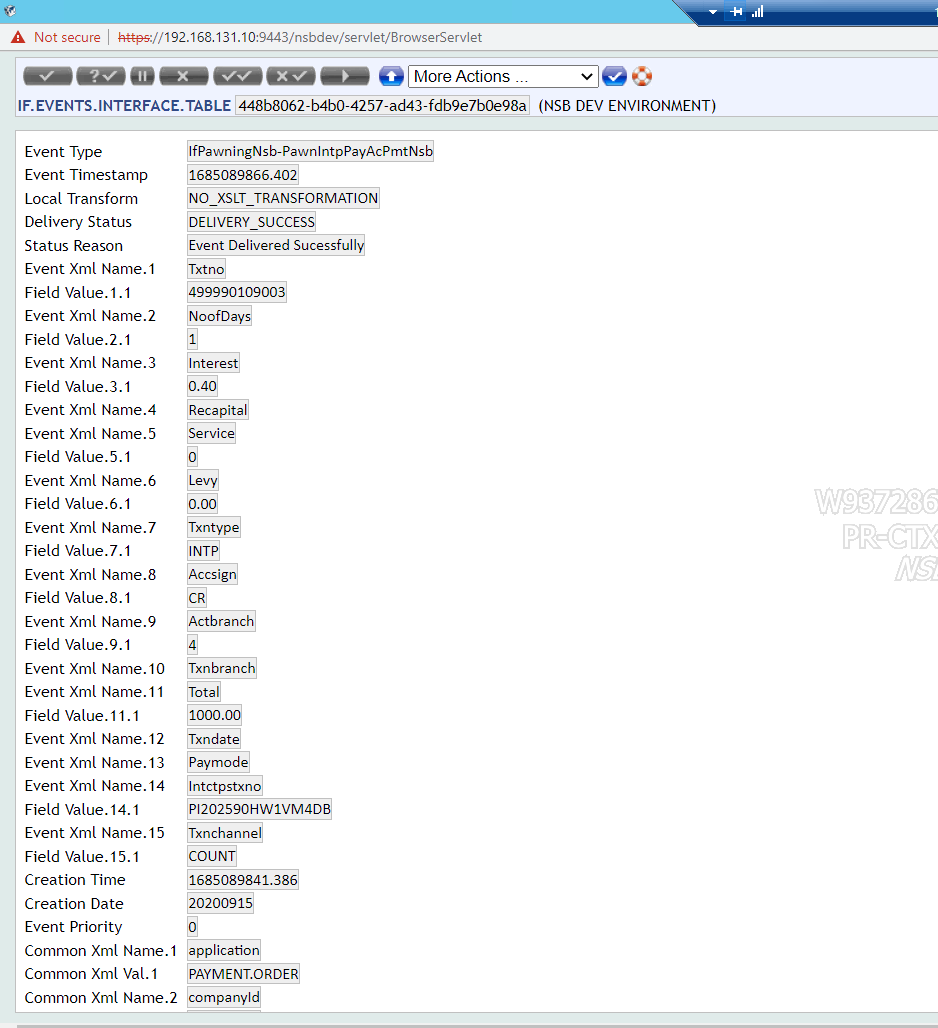 Not secure https://192.168.131.10:9443/nsbdev/servlet/BrowserServlet
More Actions ...
IF.EVENTS.INTERFACE.TABLE 448b8062-b4b0-4257-ad43-fdb9e7b0e98a (NSB DEV ENVIRONMENT)
Event Type IfPawningNsb-PawnIntpPayAcPmtNsb
Event Timestamp 1685089866.402
Local Transform NO_XSLT_TRANSFORMATION
Delivery Status DELIVERY_SUCCESS
Status Reason Event Delivered Sucessfully
Event Xml Name.1 Txtno
Field Value.1.1 499990109003
Event Xml Name.2 NoofDays
Field Value.2.1 1
Event Xml Name.3 Interest
Field Value.3.1 0.40
Event Xml Name.4 Recapital
Event Xml Name.5 Service
Field Value.5.1 0
Event Xml Name.6 Levy
Field Value.6.1 0.00
Event Xml Name.7 Txntype
Field Value.7.1 INTP
Event Xml Name.8 Accsign
Field Value.8.1 CR
Event Xml Name.9 Actbranch
Field Value.9.1 4
Event Xml Name.10 Txnbranch
Event Xml Name.11 Total
Field Value.11.1 1000.00
Event Xml Name.12 Txndate
Event Xml Name.13 Paymode
Event Xml Name.14 Intctpstxno
Field Value.14.1 PI202590HW1VM4DB
Event Xml Name.15 Txnchannel
Field Value.15.1 COUNT
Creation Time 1685089841.386
Creation Date 20200915
Event Priority 0
Common Xml Name.1 application
Common Xml Val.1 PAYMENT.ORDER
Common Xml Name.2 companyId
W937286
PR-CTX